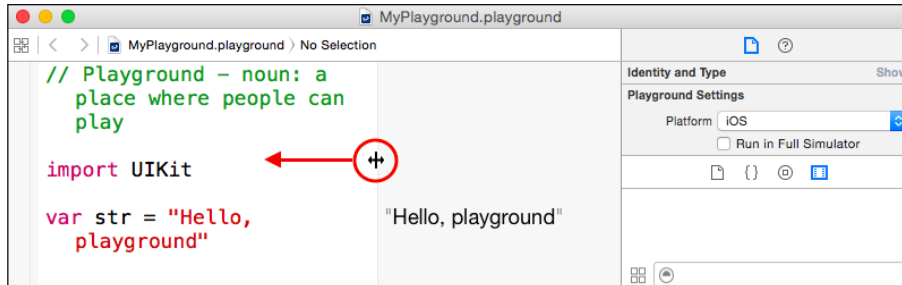 MyPlayground.playground
MyPlayground.playground 〉 No Selection
// Playground – noun: a
place where people can
play
import UIKit
var str = "Hello,
playground"
"Hello, playground"
Identity and Type
Playground Settings
Platform iOS
Run in Full Simulator
{}